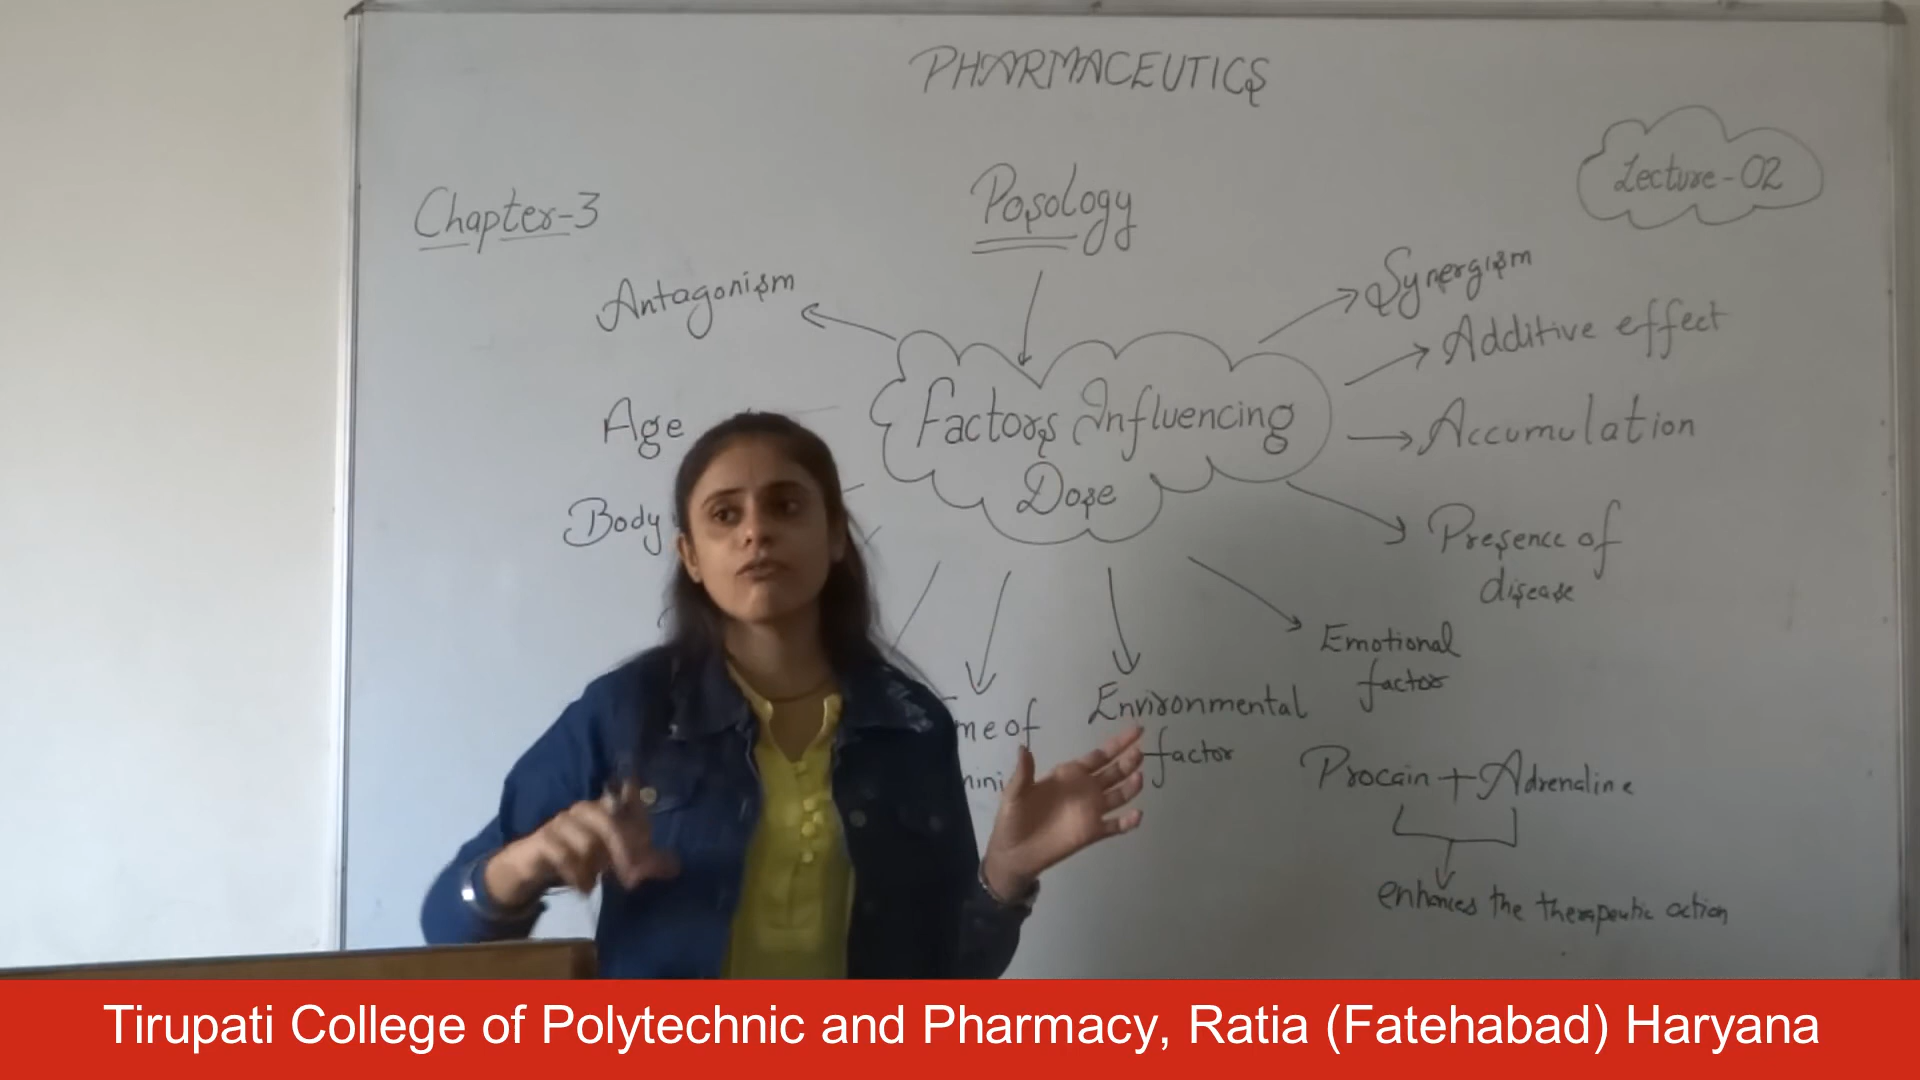 PHARMACEUTICS
Lecture-02
Chapter-3
Posology
Antagonism
Synergism
Additive effect
Age
Factors Influencing
Dose
Accumulation
Body
Presence of
disease
Emotional
factor
Environmental
factor
me of
Procain + Adrenaline
enhances the therapeutic action
Tirupati College of Polytechnic and Pharmacy, Ratia (Fatehabad) Haryana